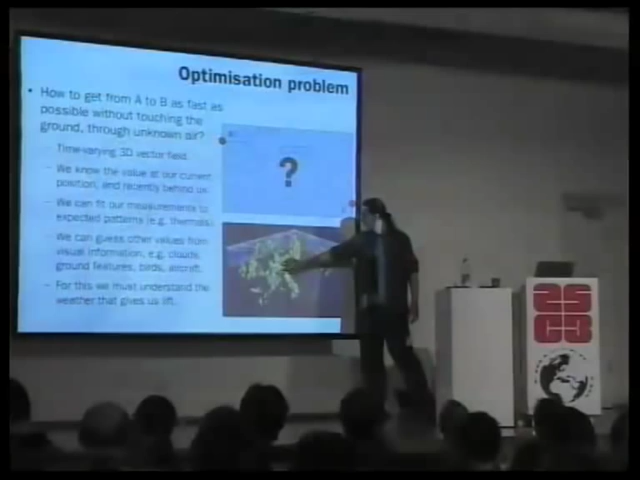 Optimisation problem
• How to get from A to B as fast as
possible without touching the
ground, through unknown air?
Time-varying 3D vector field.
– We know the value at our current
position, and recently behind us.
– We can fit our measurements to
expected patterns (e.g. thermals)
– We can guess other values from
visual information, e.g. clouds,
ground features, birds, aircraft.
– For this we must understand the
weather that gives us lift.
?
25
C3